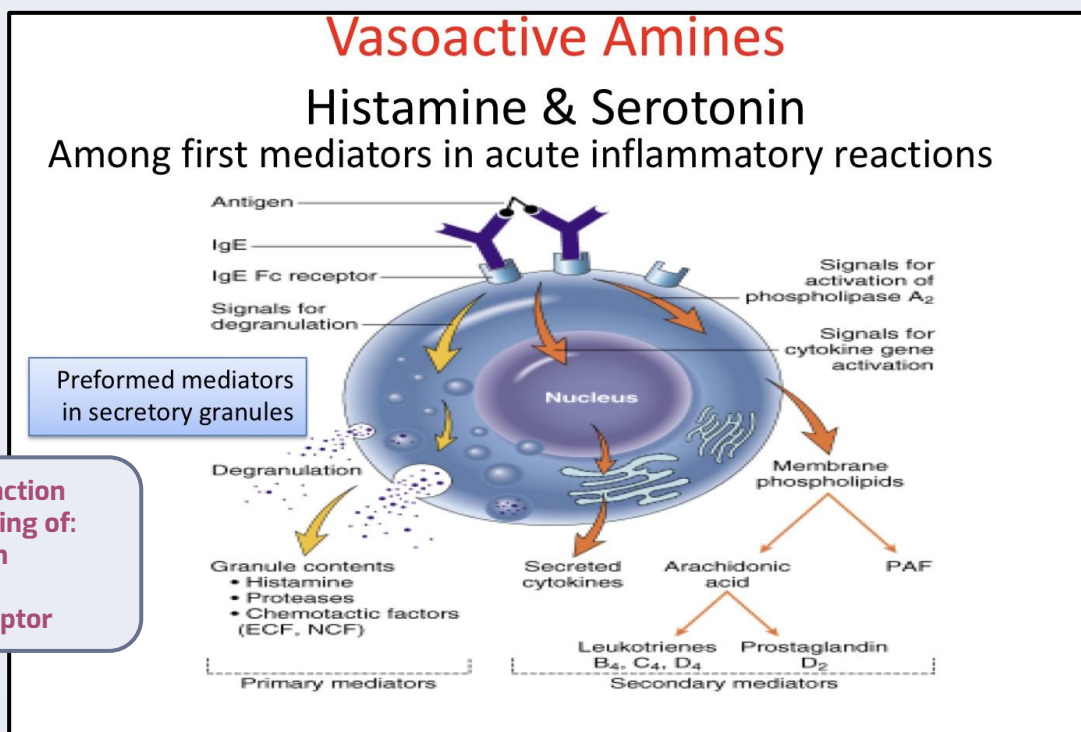 Vasoactive Amines
Histamine & Serotonin
Among first mediators in acute inflammatory reactions
Antigen
IgE
IgE Fc receptor
Signals for
degranulation
Signals for
activation of
phospholipase A₂
Signals for
cytokine gene
activation
Preformed mediators
in secretory granules
Nucleus
Degranulation
Membrane
phospholipids
ction
ing of:
ptor
Granule contents
• Histamine
• Proteases
• Chemotactic factors
(ECF, NCF)
Secreted
cytokines
Arachidonic
acid
PAF
Leukotrienes
B₄, C₄, D₄
Prostaglandin
D₂
Primary mediators
Secondary mediators